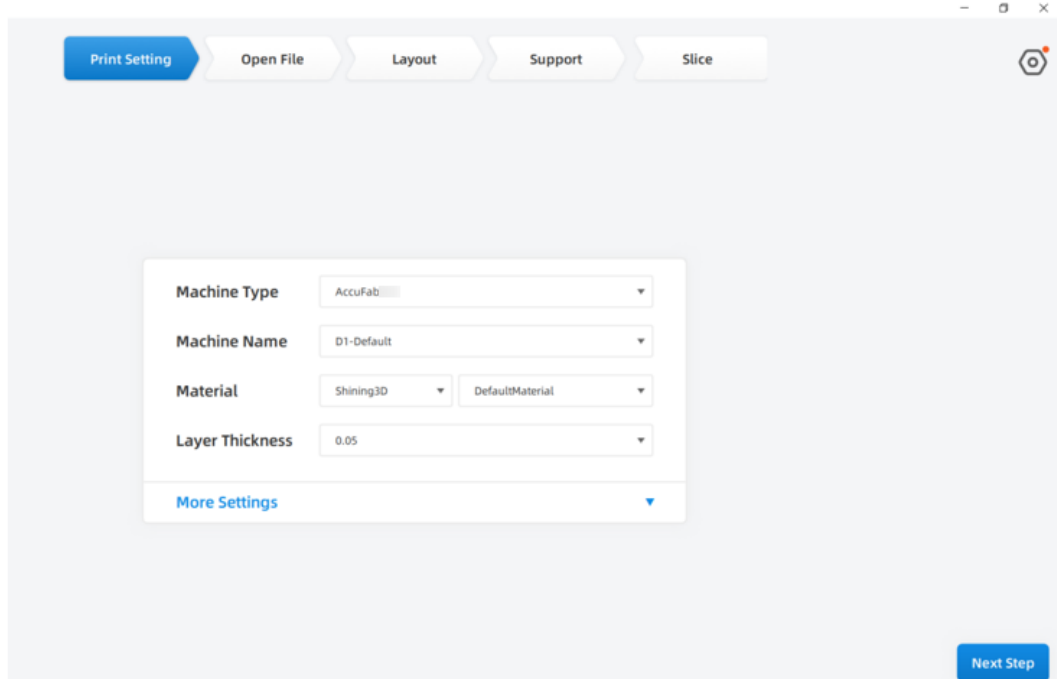 Print Setting Open File Layout Support Slice
Machine Type AccuFab
Machine Name D1-Default
Material Shining3D DefaultMaterial
Layer Thickness 0.05
More Settings
Next Step